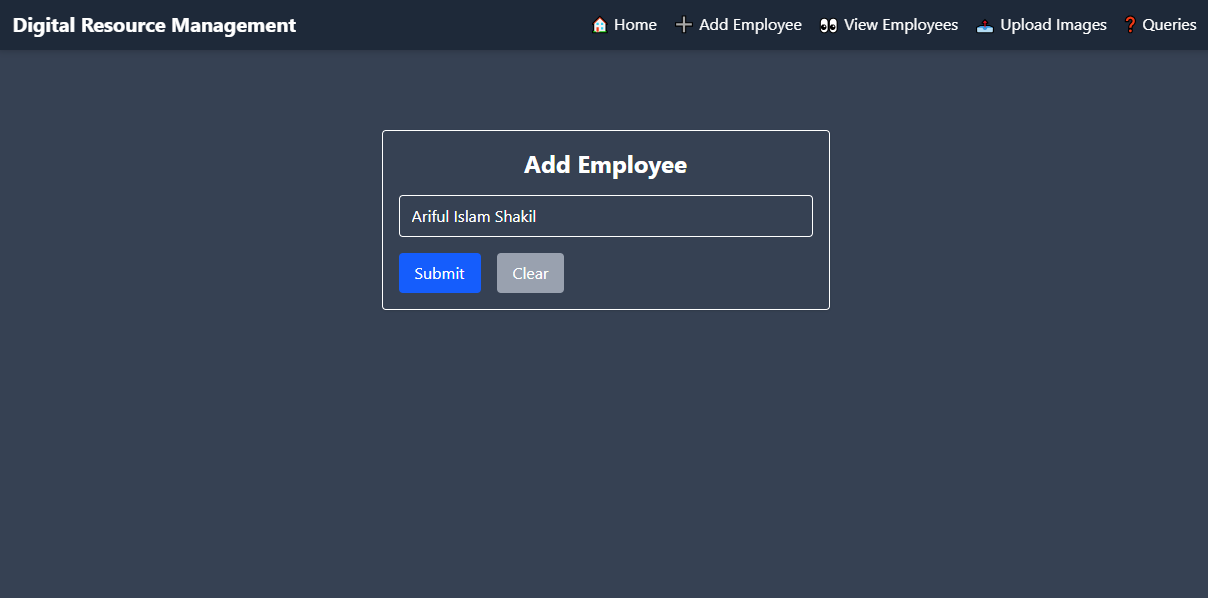 Digital Resource Management
🏠 Home ➕ Add Employee 👀 View Employees 📤 Upload Images ❓ Queries
Add Employee
Ariful Islam Shakil
Submit Clear